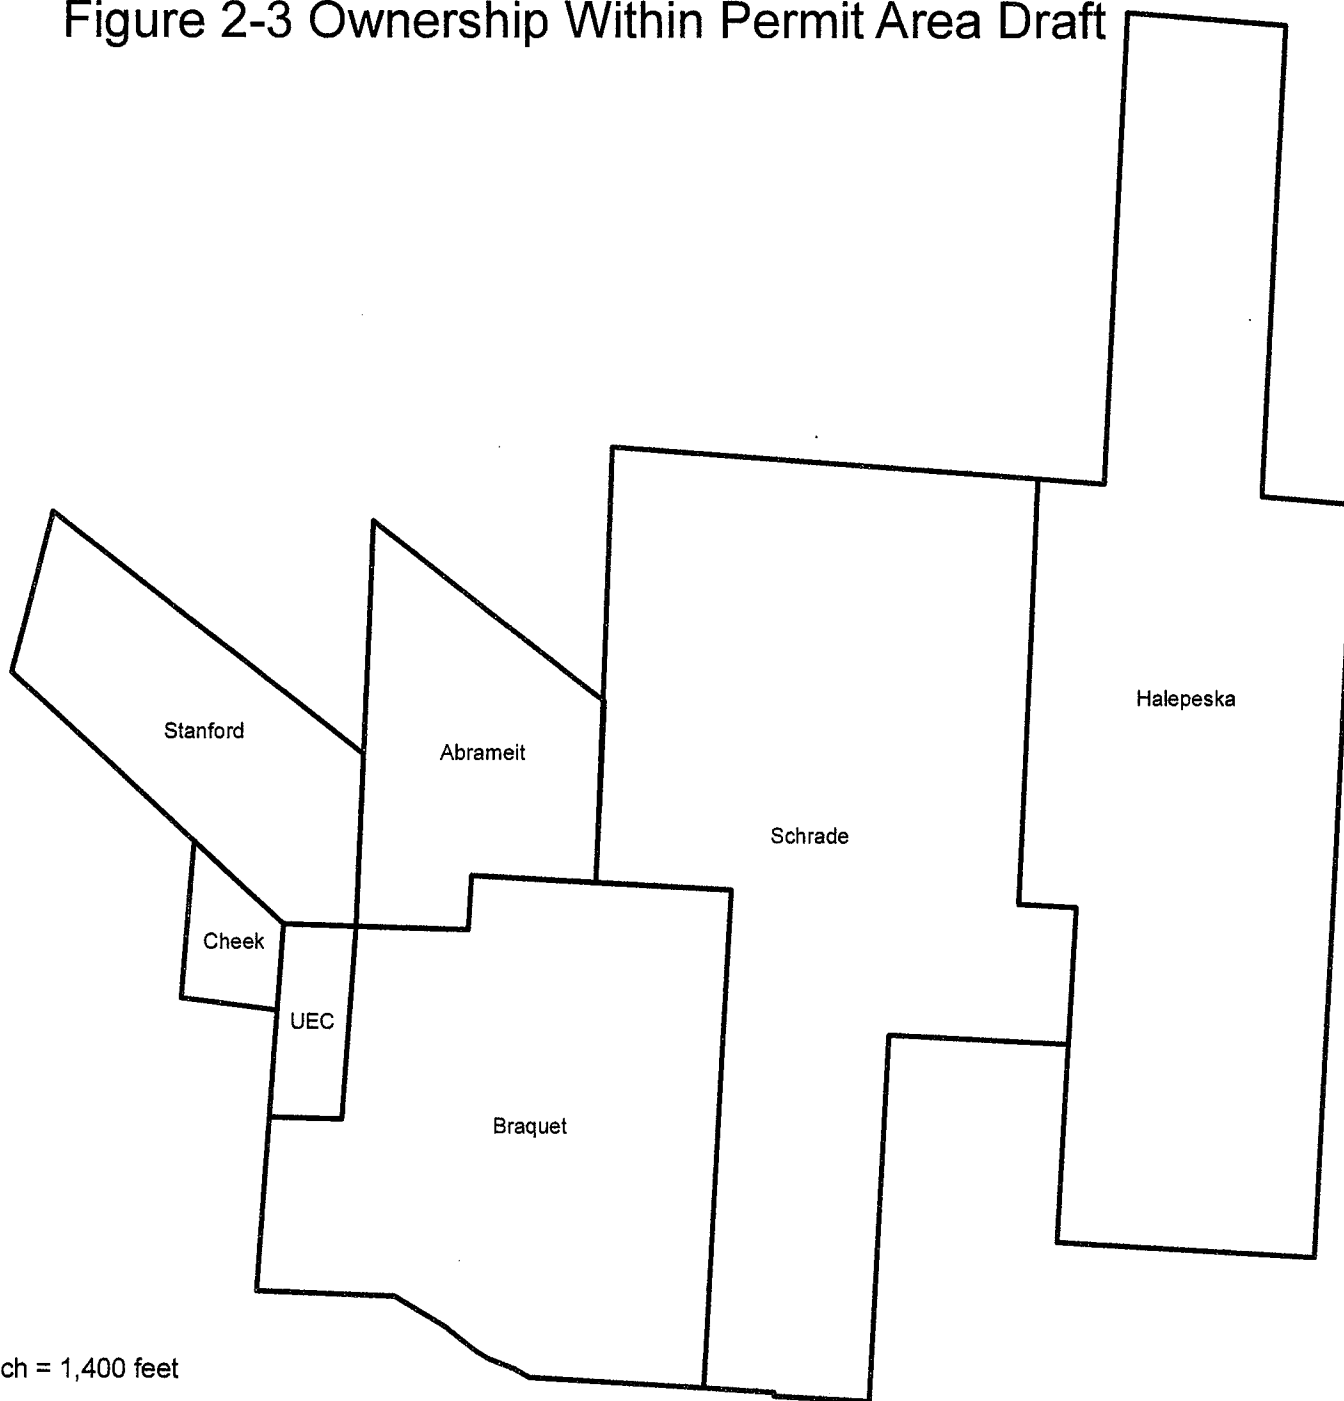 Figure 2-3 Ownership Within Permit Area Draft
Halepeska
Stanford
Abrameit
Schrade
Cheek
UEC
Braquet
ch = 1,400 feet